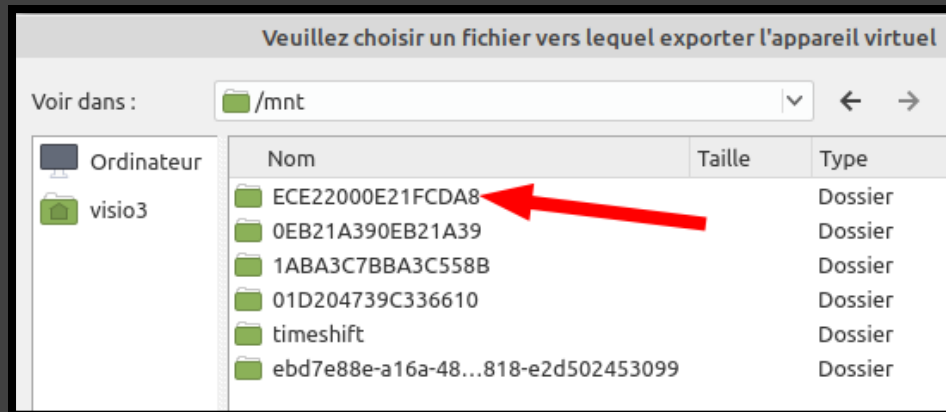 Veuillez choisir un fichier vers lequel exporter l'appareil virtuel
Voir dans : /mnt
Ordinateur
visio3
Nom Taille Type
ECE22000E21FCDA8 Dossier
0EB21A390EB21A39 Dossier
1ABA3C7BBA3C558B Dossier
01D204739C336610 Dossier
timeshift Dossier
ebd7e88e-a16a-48...818-e2d502453099 Dossier